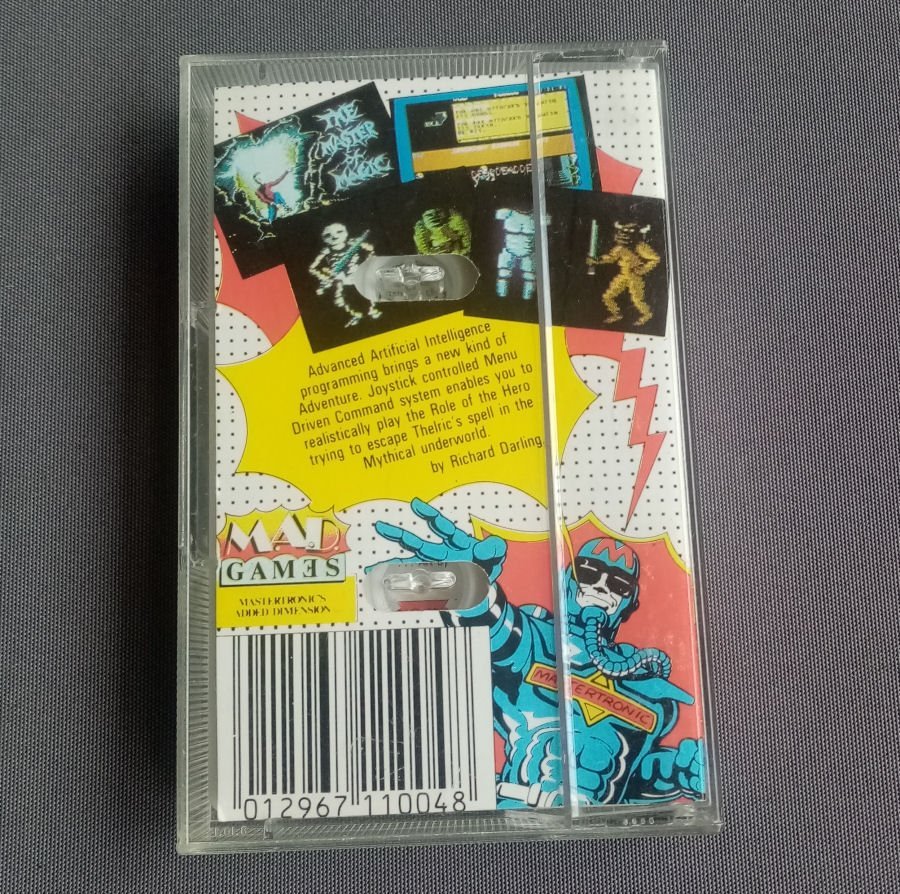 THE
MASTER
OF
MAGIC
Advanced Artificial Intelligence
programming brings a new kind of
Adventure. Joystick controlled Menu
Driven Command system enables you to
realistically play the Role of the Hero
trying to escape Thelric's spell in the
Mythical underworld.
by Richard Darling
M.A.D.
GAMES
MASTERTRONIC'S
ADDED DIMENSION
M
MASTERTRONIC
012967 110048